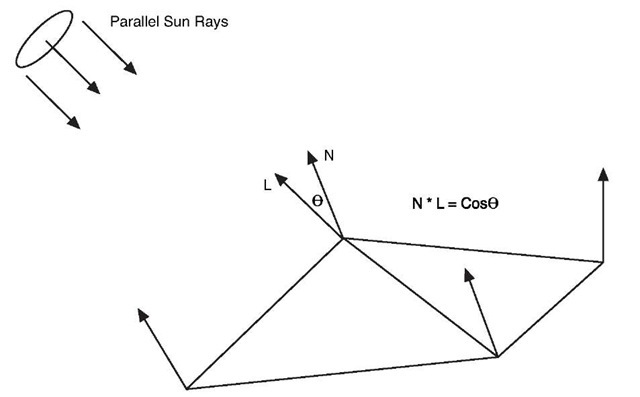 Parallel Sun Rays
N
L
Θ
N * L = CosΘ